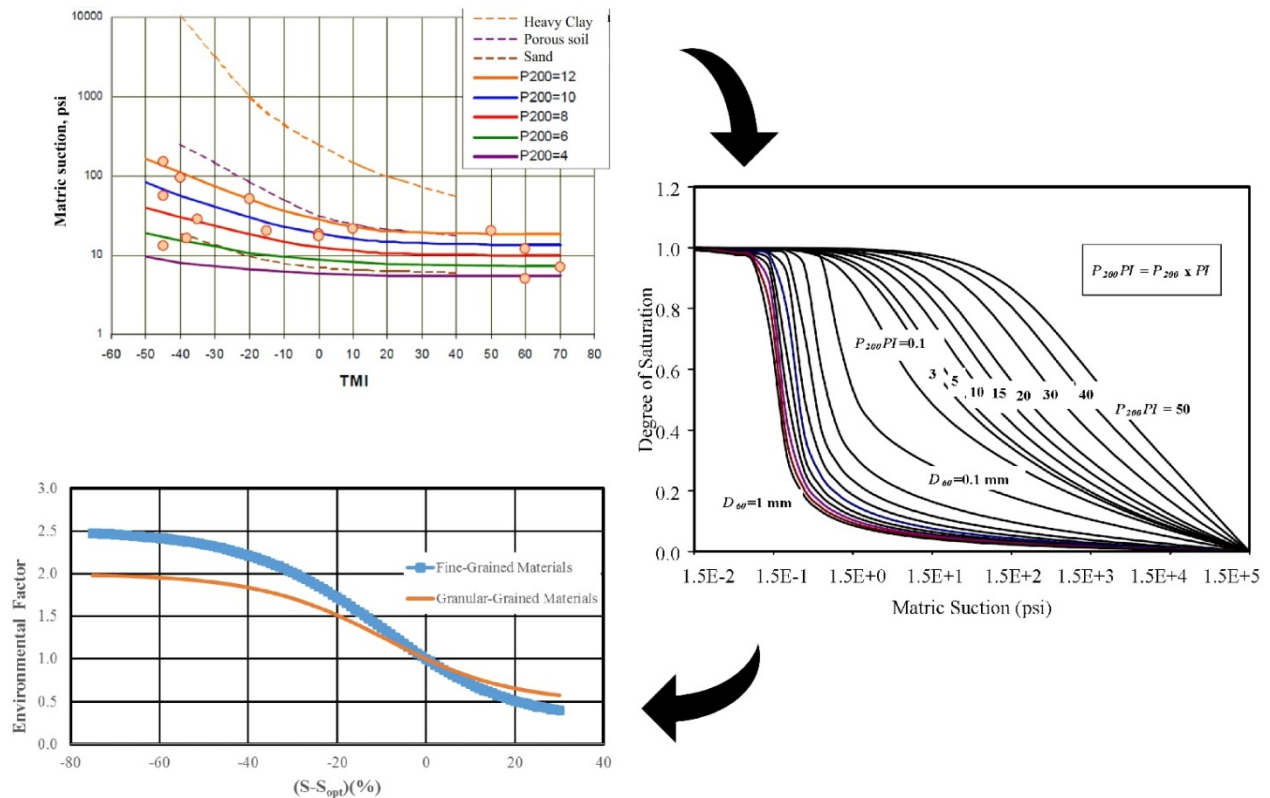 10000
1000
100
10
1
Matric suction, psi
-60 -50 -40 -30 -20 -10 0 10 20 30 40 50 60 70 80
TMI
Heavy Clay
Porous soil
Sand
P200=12
P200=10
P200=8
P200=6
P200=4
1.2
1.0
0.8
0.6
0.4
0.2
0.0
Degree of Saturation
P200PI = P200 x PI
P200PI=0.1
3 5 10 15 20 30 40
P200PI = 50
D60=0.1 mm
D60=1 mm
1.5E-2 1.5E-1 1.5E+0 1.5E+1 1.5E+2 1.5E+3 1.5E+4 1.5E+5
Matric Suction (psi)
3.0
2.5
2.0
1.5
1.0
0.5
0.0
Environmental Factor
Fine-Grained Materials
Granular-Grained Materials
-80 -60 -40 -20 0 20 40
(S-Sopt)(%)